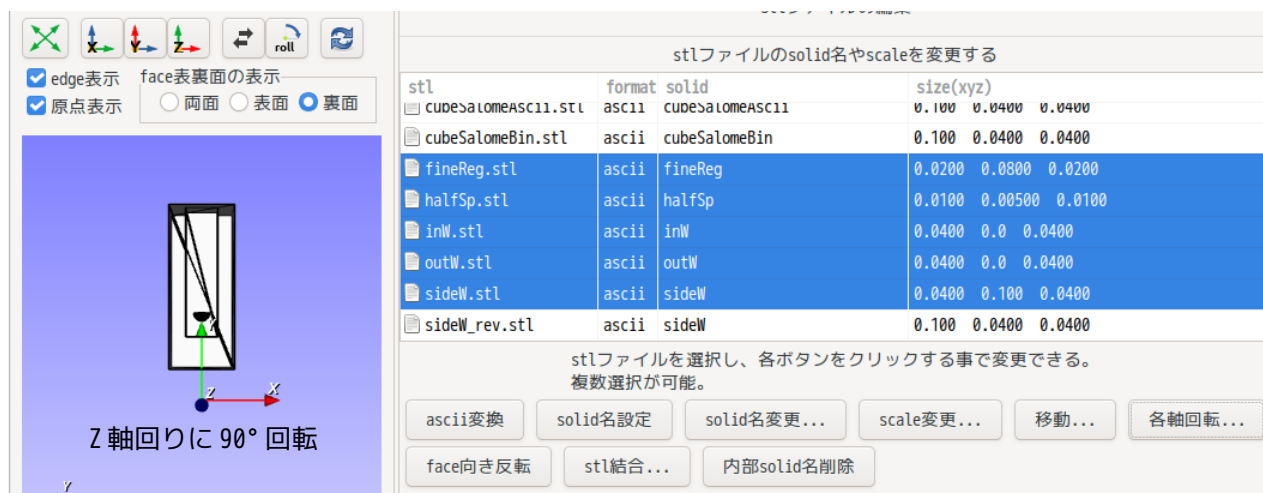 X
Y
Z
roll
edge表示
原点表示
face表裏面の表示
両面
表面
裏面
Y
Z
X
Z軸回りに90°回転
Y
stlファイルのsolid名やscaleを変更する
stl format solid size(xyz)
cubeSalomeAscii.stl ascii cubeSalomeAscii 0.100 0.0400 0.0400
cubeSalomeBin.stl ascii cubeSalomeBin 0.100 0.0400 0.0400
fineReg.stl ascii fineReg 0.0200 0.0800 0.0200
halfSp.stl ascii halfSp 0.0100 0.00500 0.0100
inW.stl ascii inW 0.0400 0.0 0.0400
outW.stl ascii outW 0.0400 0.0 0.0400
sideW.stl ascii sideW 0.0400 0.100 0.0400
sideW_rev.stl ascii sideW 0.100 0.0400 0.0400
stlファイルを選択し、各ボタンをクリックする事で変更できる。
複数選択が可能。
ascii変換 solid名設定 solid名変更... scale変更... 移動... 各軸回転...
face向き反転 stl結合... 内部solid名削除